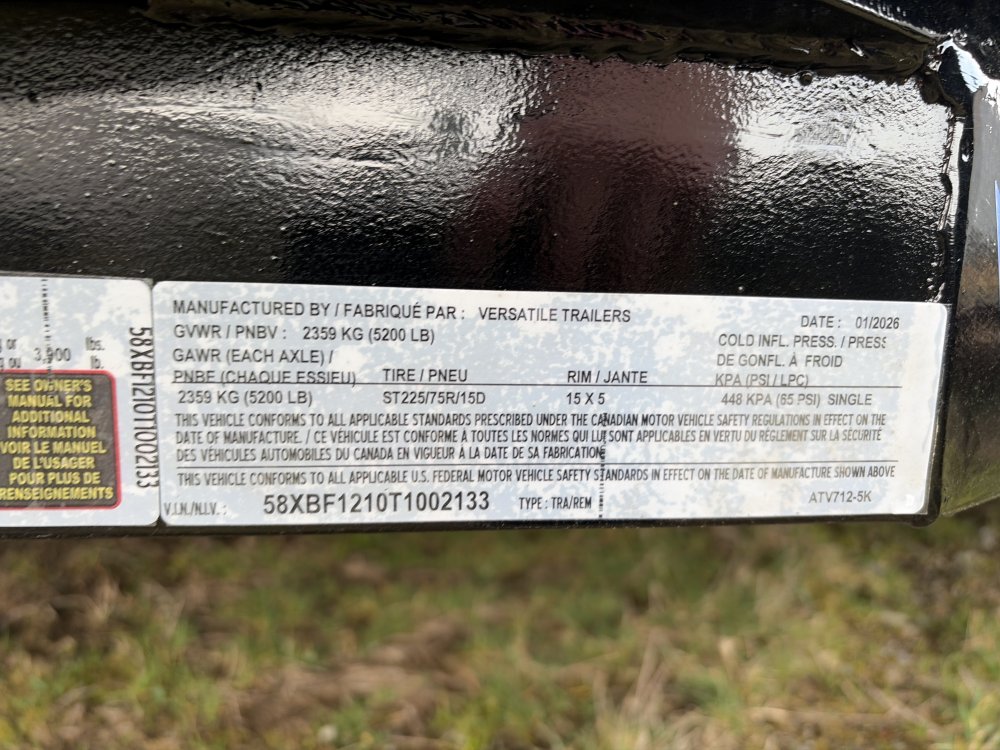 MANUFACTURED BY / FABRIQUÉ PAR : VERSATILE TRAILERS
DATE : 01/2026
GVWR / PNBV : 2359 KG (5200 LB)
COLD INFL. PRESS. / PRESS
GAWR (EACH AXLE) /
DE GONFL. À FROID
PNBE (CHAQUE ESSIEU) TIRE / PNEU RIM / JANTE KPA (PSI / LPC)
2359 KG (5200 LB) ST225/75R/15D 15 X 5 448 KPA (65 PSI) SINGLE
THIS VEHICLE CONFORMS TO ALL APPLICABLE STANDARDS PRESCRIBED UNDER THE CANADIAN MOTOR VEHICLE SAFETY REGULATIONS IN EFFECT ON THE
DATE OF MANUFACTURE. / CE VÉHICULE EST CONFORME À TOUTES LES NORMES QUI LUI SONT APPLICABLES EN VERTU DU RÈGLEMENT SUR LA SÉCURITÉ
DES VÉHICULES AUTOMOBILES DU CANADA EN VIGUEUR À LA DATE DE SA FABRICATION
THIS VEHICLE CONFORMS TO ALL APPLICABLE U.S. FEDERAL MOTOR VEHICLE SAFETY STANDARDS IN EFFECT ON THE DATE OF MANUFACTURE SHOWN ABOVE
V.I.N./N.I.V. : 58XBF1210T1002133 TYPE : TRA/REM ATV712-5K
58XBF1210T1002133
or lbs.
ou 3,900 lb.
SEE OWNER'S
MANUAL FOR
ADDITIONAL
INFORMATION
VOIR LE MANUEL
DE L'USAGER
POUR PLUS DE
RENSEIGNEMENTS